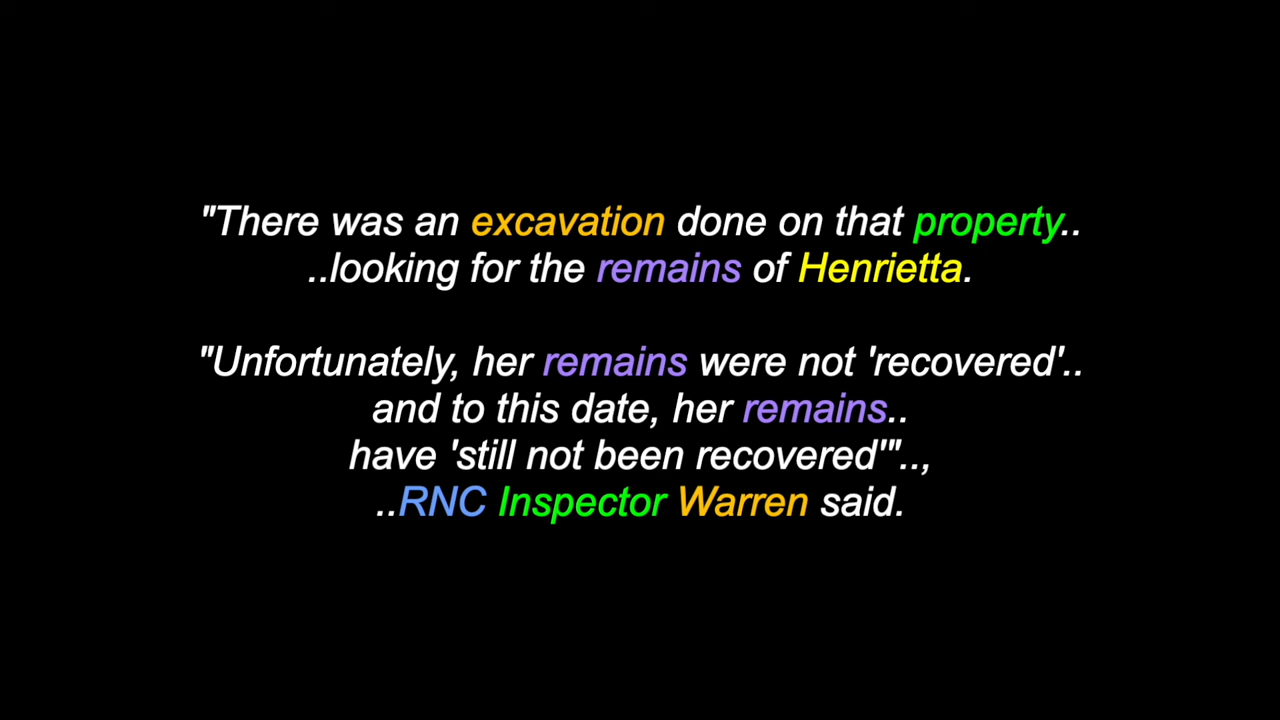 "There was an excavation done on that property..
..looking for the remains of Henrietta.
"Unfortunately, her remains were not 'recovered'..
and to this date, her remains..
have 'still not been recovered'"..,
..RNC Inspector Warren said.